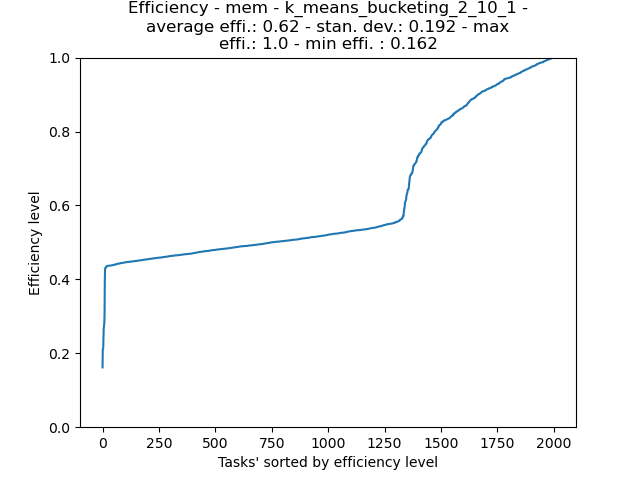 Efficiency - mem - k_means_bucketing_2_10_1 -
average effi.: 0.62 - stan. dev.: 0.192 - max
effi.: 1.0 - min effi. : 0.162
1.0
0.8
0.6
0.4
0.2
0.0
Efficiency level
0 250 500 750 1000 1250 1500 1750 2000
Tasks' sorted by efficiency level